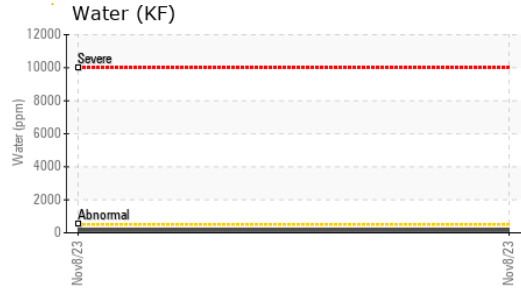 Water (KF)
12000
Severe
10000
8000
6000
4000
2000
Abnormal
0
Water (ppm)
Nov8/23
Nov8/23